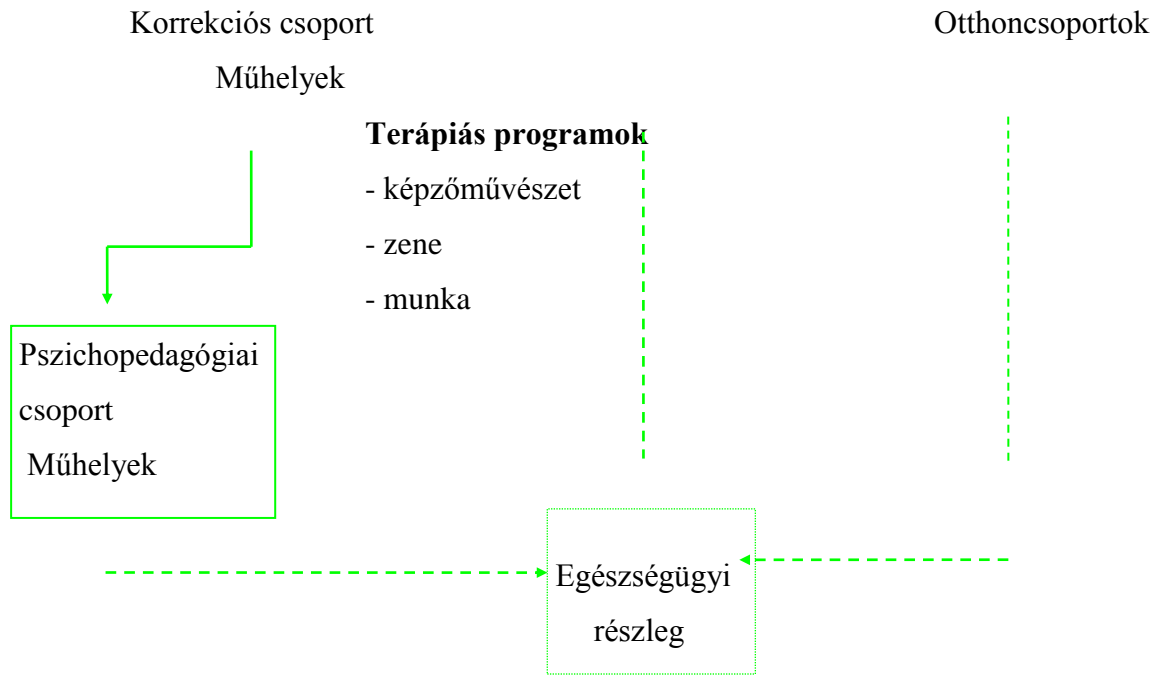 Korrekciós csoport
Otthoncsoportok
Műhelyek
Terápiás programok
- képzőművészet
- zene
- munka
Pszichopedagógiai
csoport
Műhelyek
Egészségügyi
részleg